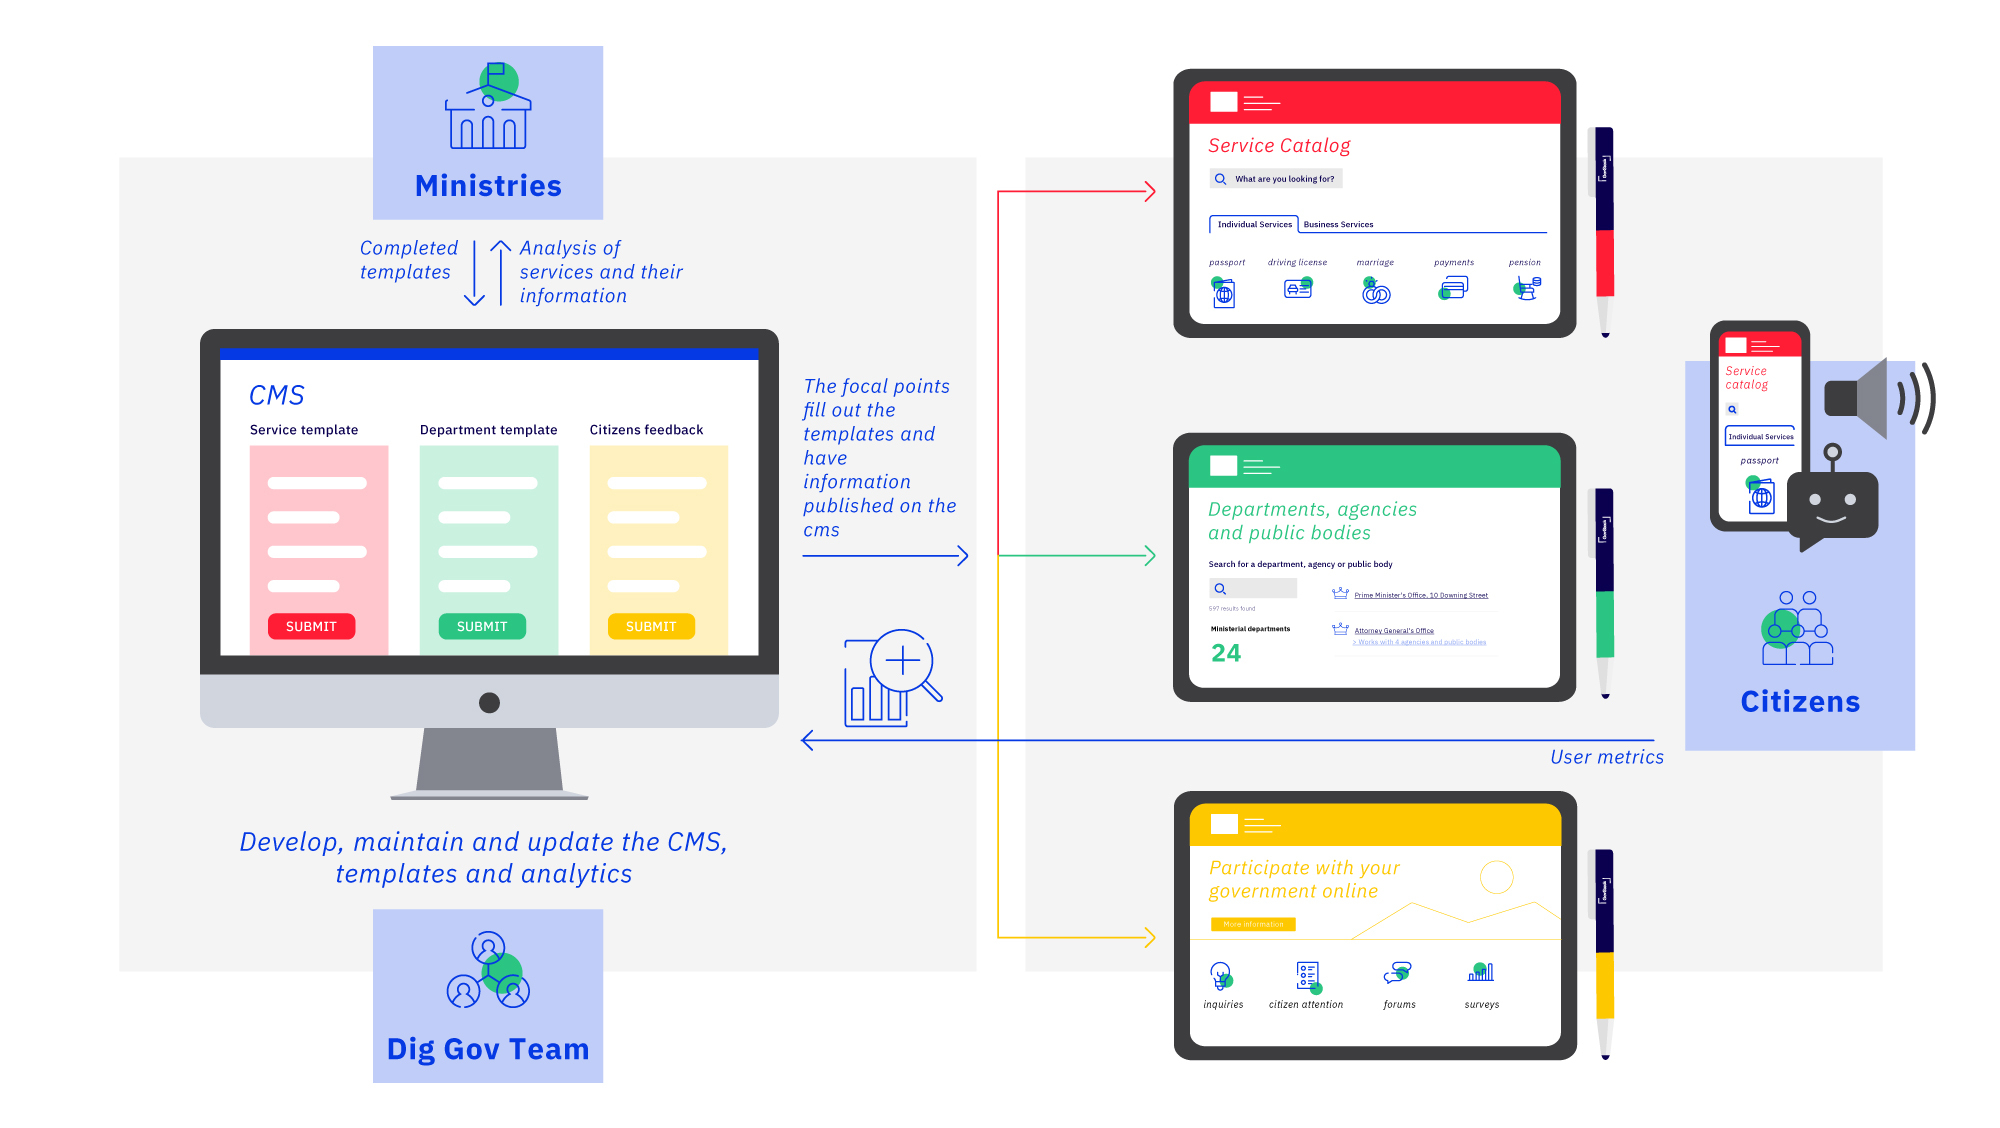 Ministries
Completed
templates
Analysis of
services and their
information
CMS
Service template
Department template
Citizens feedback
SUBMIT
SUBMIT
SUBMIT
Develop, maintain and update the CMS,
templates and analytics
Dig Gov Team
The focal points
fill out the
templates and
have
information
published on the
cms
Service Catalog
What are you looking for?
Individual Services
Business Services
passport
driving license
marriage
payments
pension
Departments, agencies
and public bodies
Search for a department, agency or public body
597 results found
Ministerial departments
24
Prime Minister's Office, 10 Downing Street
Attorney General's Office
> Works with 4 agencies and public bodies
User metrics
Participate with your
government online
More information
inquiries
citizen attention
forums
surveys
Service
catalog
Individual Services
passport
Citizens